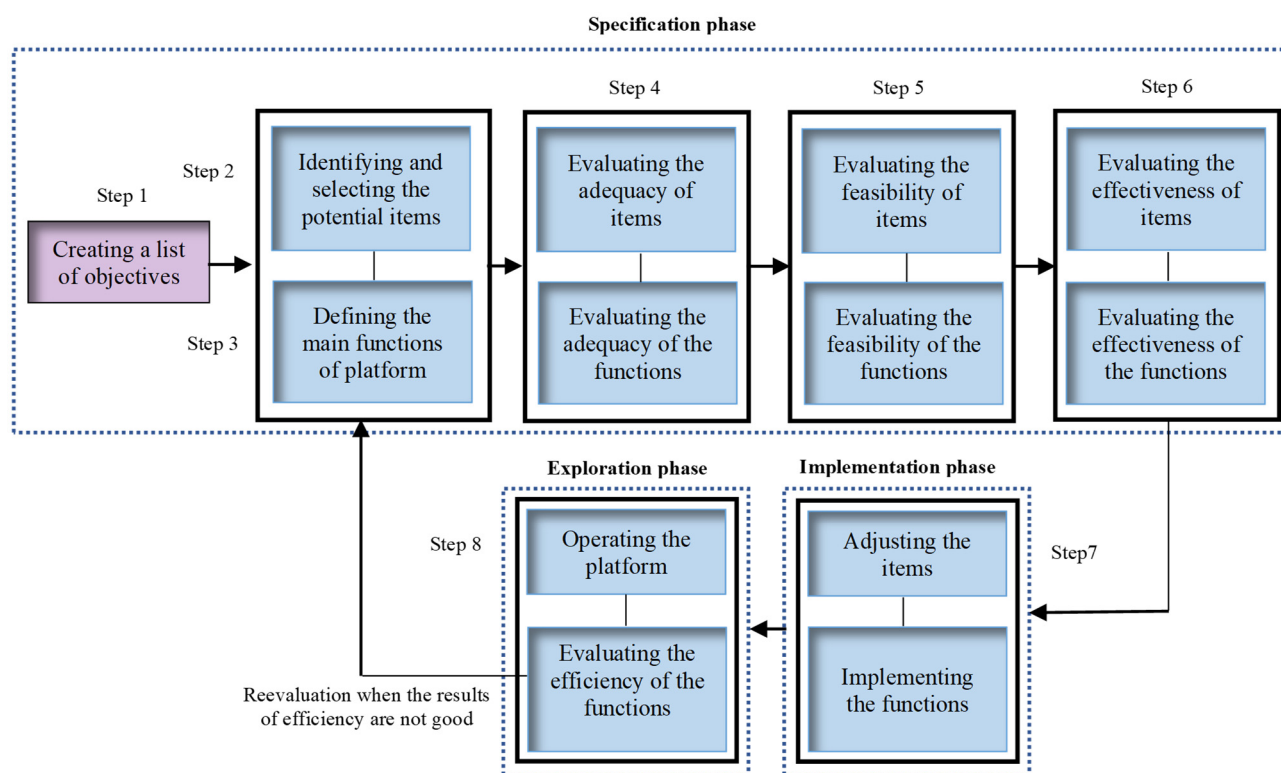 Specification phase
Step 1
Creating a list
of objectives
Step 2
Identifying and
selecting the
potential items
Step 3
Defining the
main functions
of platform
Step 4
Evaluating the
adequacy of
items
Evaluating the
adequacy of the
functions
Step 5
Evaluating the
feasibility of
items
Evaluating the
feasibility of the
functions
Step 6
Evaluating the
effectiveness of
items
Evaluating the
effectiveness of
the functions
Implementation phase
Step7
Adjusting the
items
Implementing
the functions
Exploration phase
Step 8
Operating the
platform
Evaluating the
efficiency of the
functions
Reevaluation when the results
of efficiency are not good